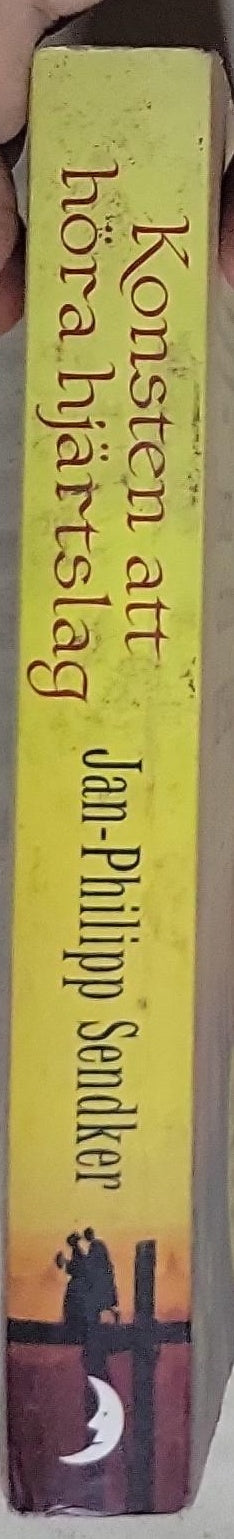 Konsten att
höra hjärtslag
Jan-Philipp Sendker